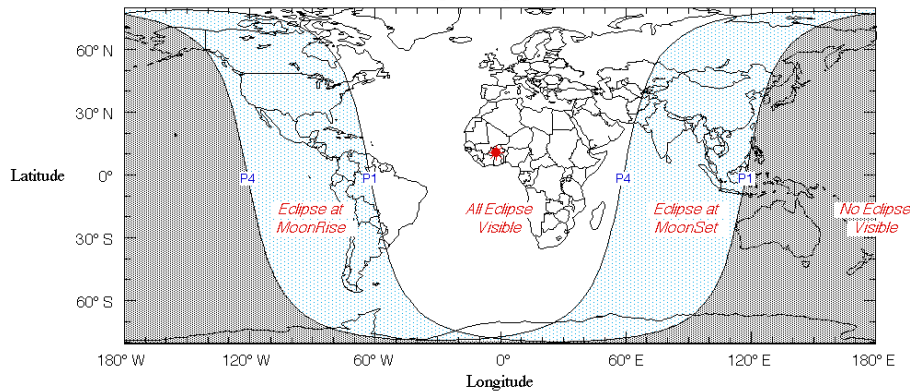 60° N
30° N
Latitude
0°
30° S
60° S
P4
P1
P4
P1
Eclipse at
MoonRise
All Eclipse
Visible
Eclipse at
MoonSet
No Eclipse
Visible
180° W
120° W
60° W
0°
60° E
120° E
180° E
Longitude